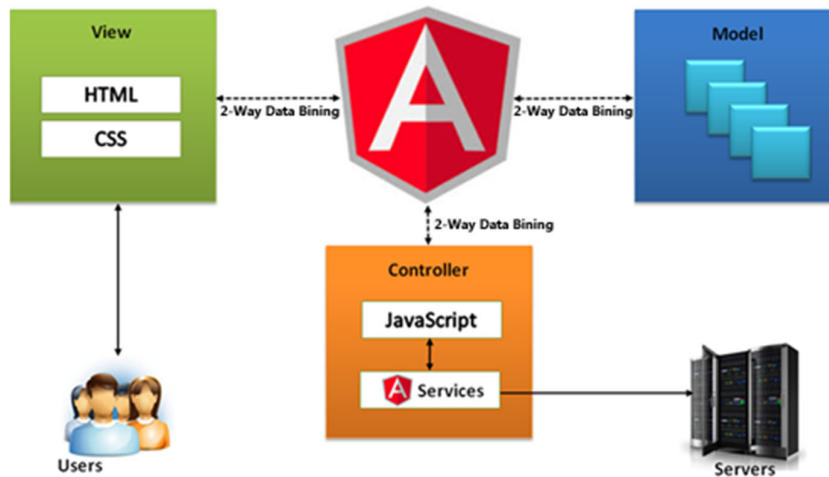 View
HTML
CSS
2-Way Data Bining
A
2-Way Data Bining
Model
2-Way Data Bining
Controller
JavaScript
A Services
Users
Servers